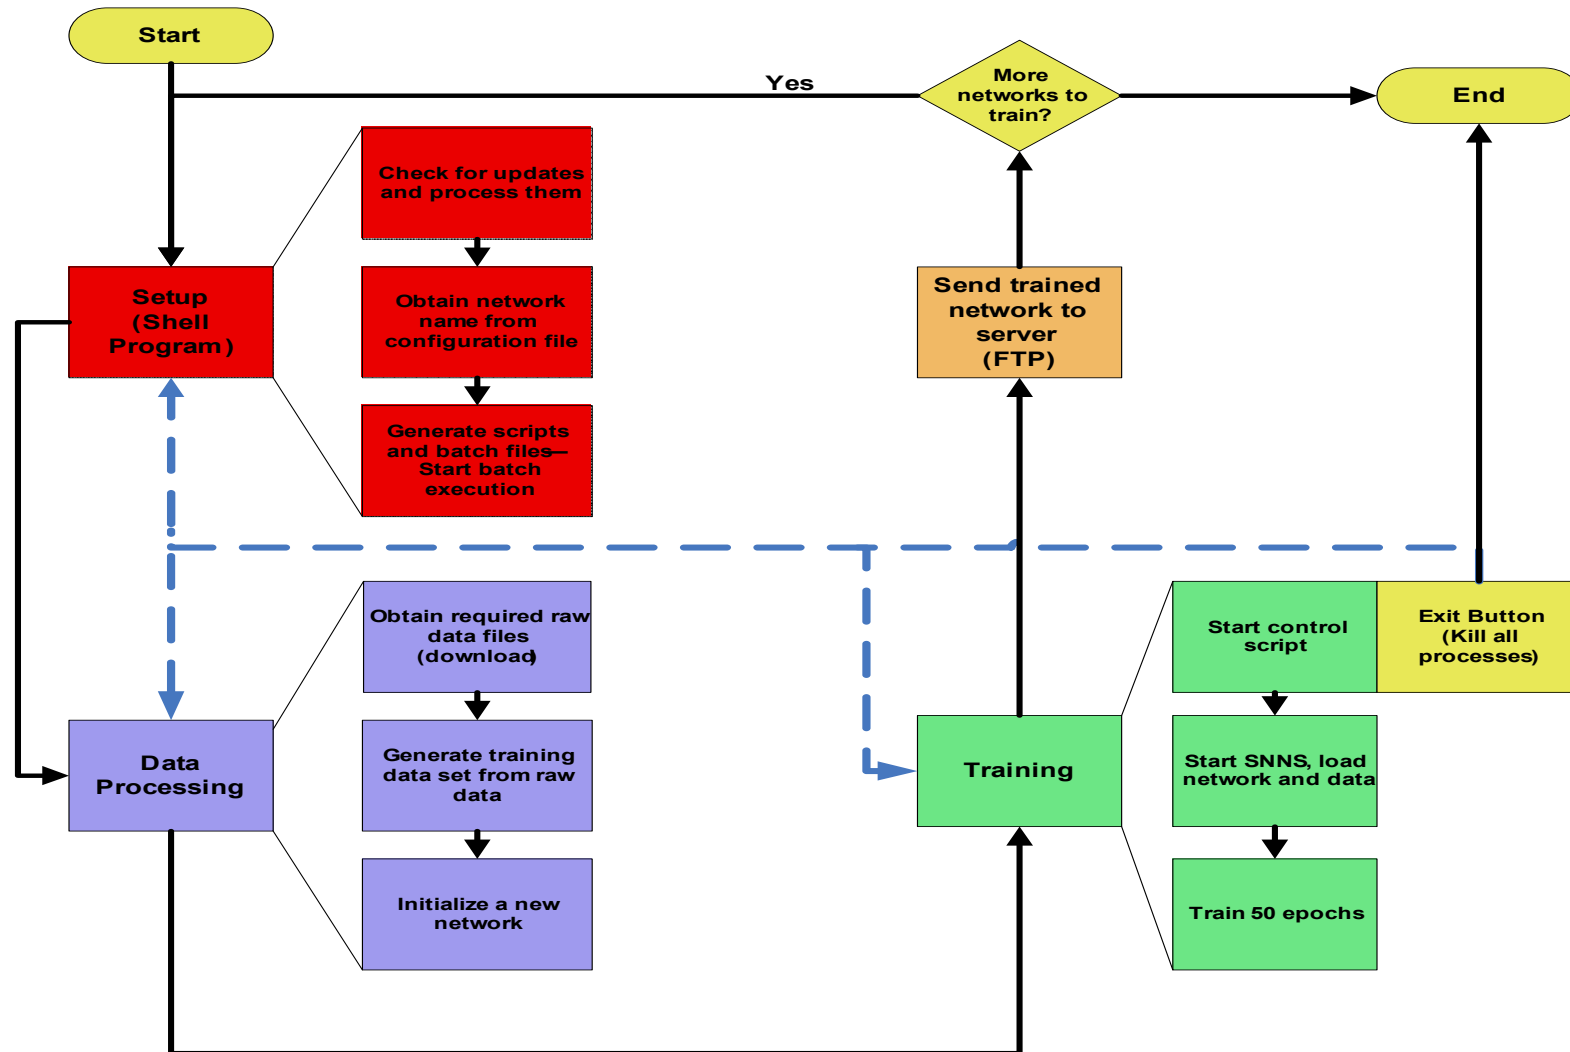 Start
Yes
More
networks to
train?
End
Check for updates
and process them
Setup
(Shell
Program)
Obtain network
name from
configuration file
Send trained
network to
server
(FTP)
Generate scripts
and batch files—
Start batch
execution
Obtain required raw
data files
(download)
Start control
script
Exit Button
(Kill all
processes)
Data
Processing
Generate training
data set from raw
data
Training
Start SNNS, load
network and data
Initialize a new
network
Train 50 epochs